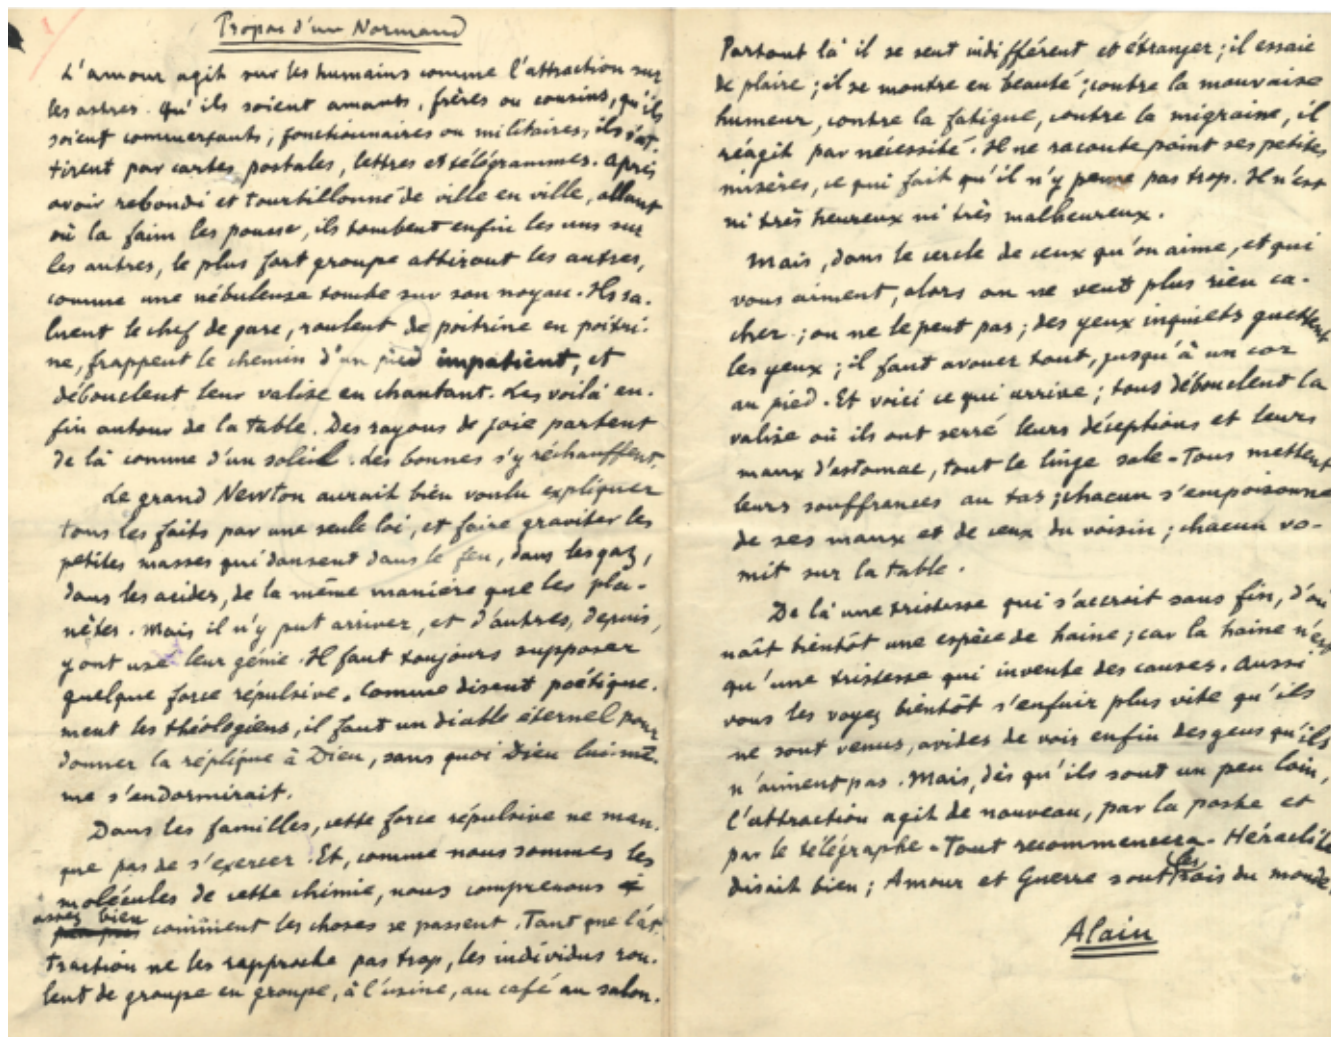 Propos d'un Normand
L'amour agit sur les humains comme l'attraction sur
les astres. Qu'ils soient amants, frères ou cousins, qu'ils
soient commerçants, fonctionnaires ou militaires, ils s'at-
tirent par cartes postales, lettres et télégrammes. Après
avoir rebondi et tourbillonné de ville en ville, allant
où la faim les pousse, ils tombent enfin les uns sur
les autres, le plus fort groupe attirant les autres,
comme une nébuleuse tombe sur son noyau. Ils sa-
luent le chef de gare, roulent de poitrine en poitri-
ne, frappent le chemin d'un pied impatient, et
débouclent leur valise en chantant. Les voilà en-
fin autour de la table. Des rayons de joie partent
de là comme d'un soleil. Les bonnes s'y réchauffent.
Le grand Newton aurait bien voulu expliquer
tous les faits par une seule loi, et faire graviter les
petites masses qui dansent dans le feu, dans les gaz,
dans les acides, de la même manière que les pla-
nètes. Mais il n'y put arriver, et d'autres, depuis,
y ont usé leur génie. Il faut toujours supposer
quelque force répulsive. Comme disent poétique-
ment les théologiens, il faut un diable éternel pour
donner la réplique à Dieu, sans quoi Dieu lui mê-
me s'endormirait.
Dans les familles, cette force répulsive ne man-
que pas de s'exercer. Et, comme nous sommes les
molécules de cette chimie, nous comprenons
assez bien
comment les choses se passent. Tant que l'at-
traction ne les rapproche pas trop, les individus rou-
lent de groupe en groupe, à l'usine, au café au salon.
Partout là il se sent indifférent et étranger; il essaie
de plaire; il se montre en beauté; contre la mauvaise
humeur, contre la fatigue, contre la migraine, il
réagit par nécessité. Il ne raconte point ses petites
misères, ce qui fait qu'il n'y pense pas trop. Il n'est
ni très heureux ni très malheureux.
Mais, dans le cercle de ceux qu'on aime, et qui
vous aiment, alors on ne veut plus rien ca-
cher; on ne le peut pas; des yeux inquiets guettent
les yeux; il faut avouer tout, jusqu'à un cor
au pied. Et voici ce qui arrive; tous débouclent la
valise où ils ont serré leurs déceptions et leurs
maux d'estomac, tout le linge sale. Tous mettent
leurs souffrances au tas; chacun s'empoisonne
de ses maux et de ceux du voisin; chacun vo-
mit sur la table.
De là une tristesse qui s'accroit sans fin, d'où
naît bientôt une espèce de haine; car la haine n'est
qu'une tristesse qui invente des causes. Aussi
vous les voyez bientôt s'enfuir plus vite qu'ils
ne sont venus, avides de voir enfin des gens qu'ils
n'aiment pas. Mais, dès qu'ils sont un peu loin,
l'attraction agit de nouveau, par la poste et
par le télégraphe. Tout recommencera. Héraclite
disait bien; Amour et Guerre sont les rois du monde.
Alain